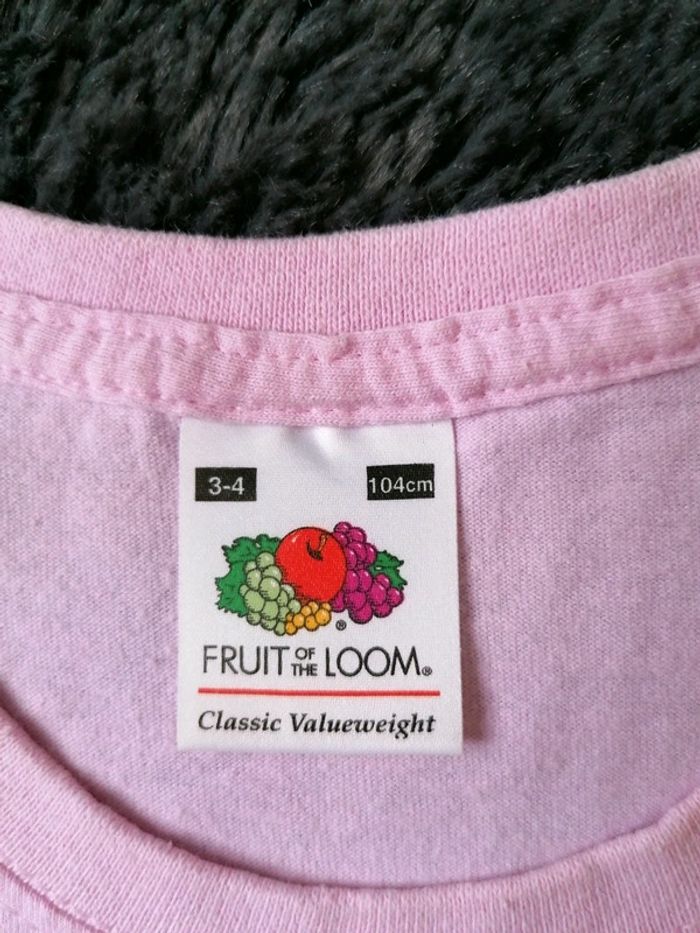 3-4 104cm
®
FRUIT OF THE LOOM®
Classic Valueweight